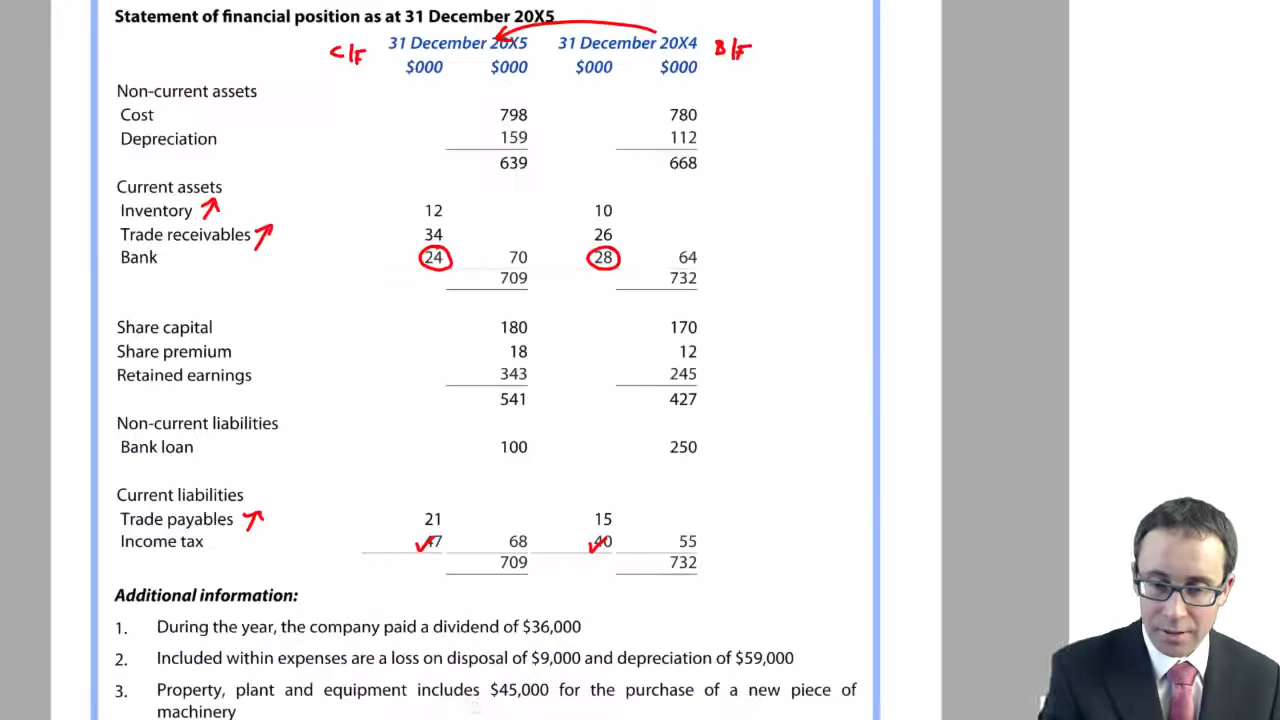 Statement of financial position as at 31 December 20X5
C/F 31 December 20X5 31 December 20X4 B/F
$000 $000 $000 $000
Non-current assets
Cost 798 780
Depreciation 159 112
639 668
Current assets
Inventory 12 10
Trade receivables 34 26
Bank 24 70 28 64
709 732
Share capital 180 170
Share premium 18 12
Retained earnings 343 245
541 427
Non-current liabilities
Bank loan 100 250
Current liabilities
Trade payables 21 15
Income tax 47 68 40 55
709 732
Additional information:
1. During the year, the company paid a dividend of $36,000
2. Included within expenses are a loss on disposal of $9,000 and depreciation of $59,000
3. Property, plant and equipment includes $45,000 for the purchase of a new piece of
machinery